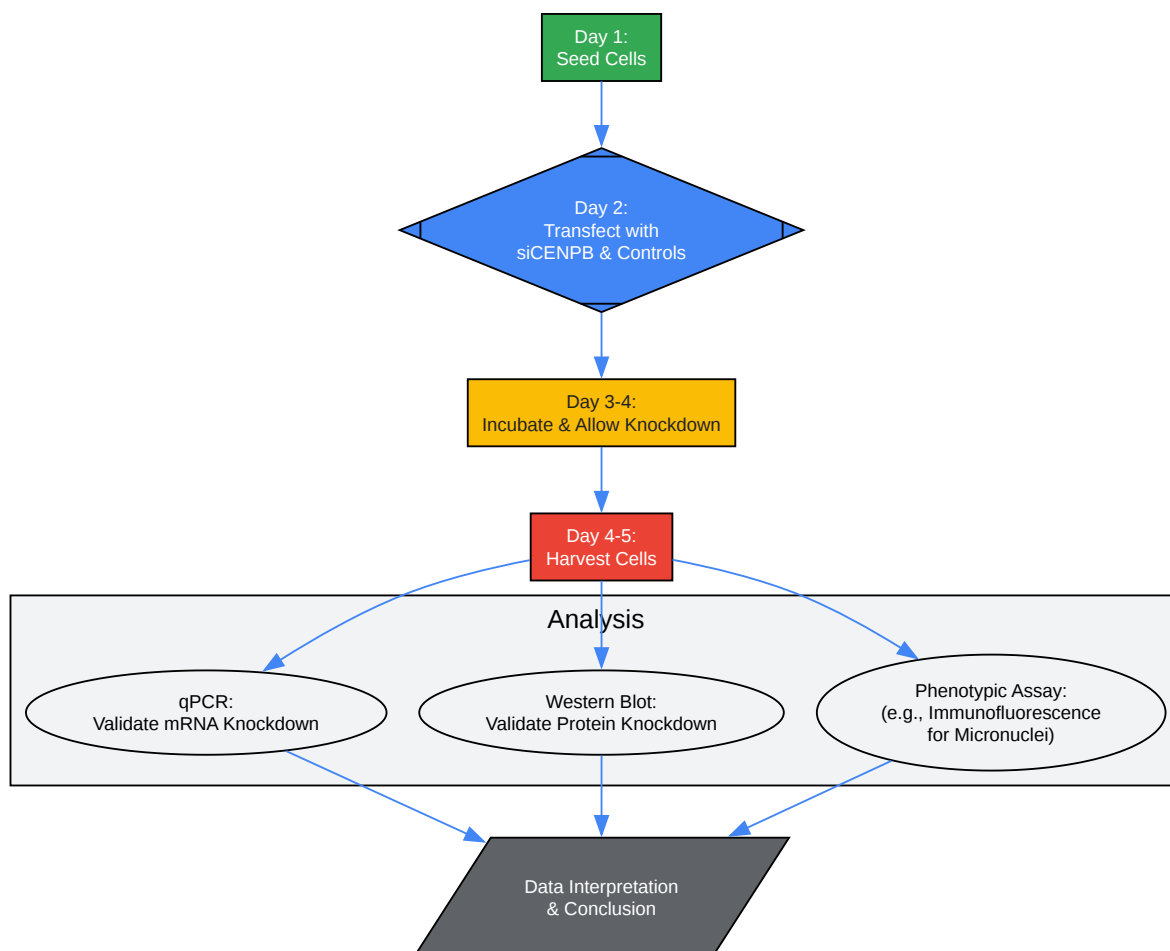 Day 1:
Seed Cells
Day 2:
Transfect with
siCENPB & Controls
Day 3-4:
Incubate & Allow Knockdown
Day 4-5:
Harvest Cells
Analysis
qPCR:
Validate mRNA Knockdown
Western Blot:
Validate Protein Knockdown
Phenotypic Assay:
(e.g., Immunofluorescence
for Micronuclei)
Data Interpretation
& Conclusion